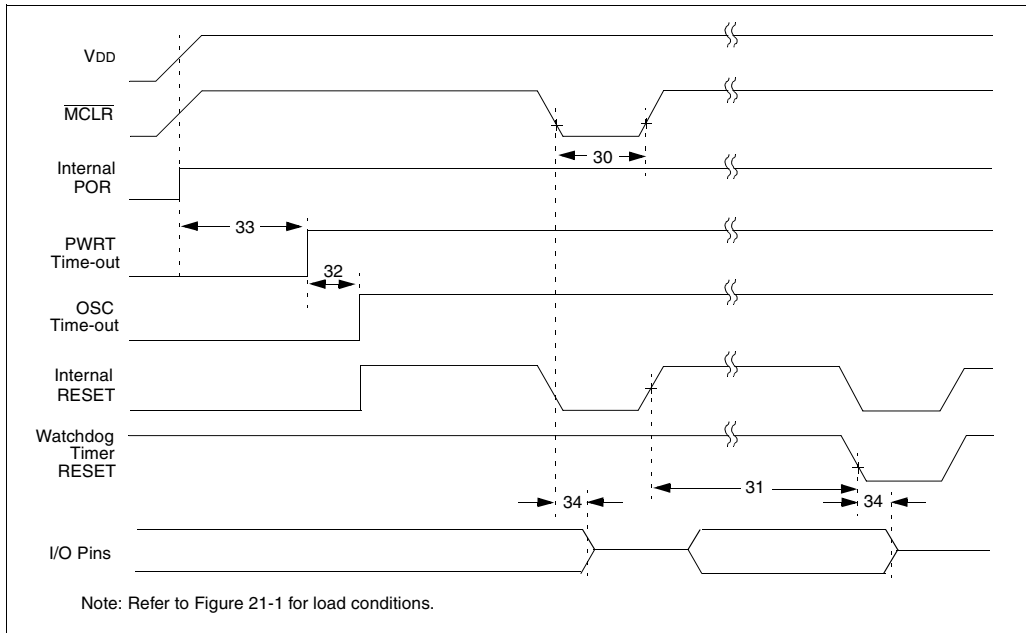 VDD
MCLR
30
Internal
POR
33
PWRT
Time-out
32
OSC
Time-out
Internal
RESET
Watchdog
Timer
RESET
31
34
34
I/O Pins
Note: Refer to Figure 21-1 for load conditions.